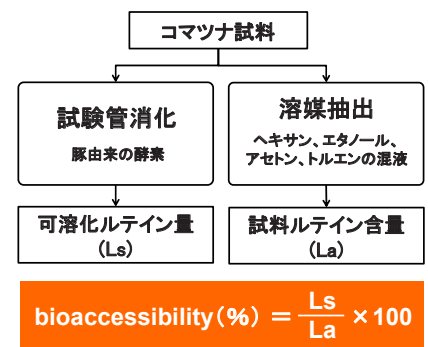 コマツナ試料
試験管消化
豚由来の酵素
溶媒抽出
ヘキサン、エタノール、
アセトン、トルエンの混液
可溶化ルテイン量
(Ls)
試料ルテイン含量
(La)
bioaccessibility(%) = Ls/La × 100